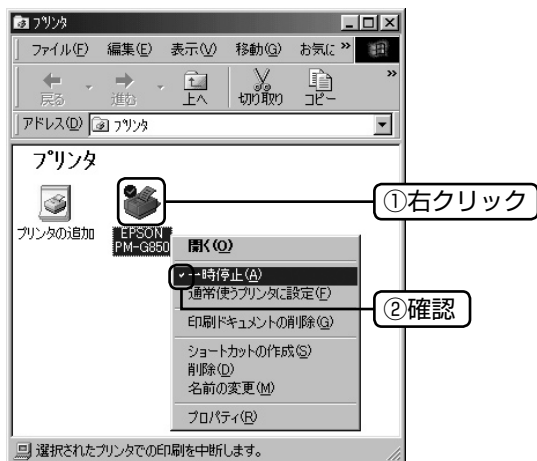 プリンタ
ファイル(F) 編集(E) 表示(V) 移動(G) お気に »
戻る 進む 上へ 切り取り コピー »
アドレス(D) プリンタ
プリンタ
①右クリック
プリンタの追加
EPSON
PM-G850
開く(O)
一時停止(A)
通常使うプリンタに設定(F)
②確認
印刷ドキュメントの削除(G)
ショートカットの作成(S)
削除(D)
名前の変更(M)
プロパティ(R)
選択されたプリンタでの印刷を中断します。